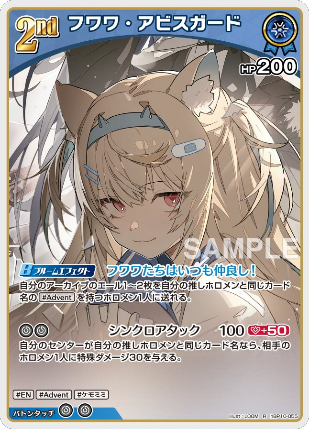 2nd フワワ・アビスガード
HP200
SAMPLE
ブルームエフェクト フワワたちはいつも仲良し！
自分のアーカイブのエール1～2枚を自分の推しホロメンと同じカード
名の #Advent を持つホロメン1人に送れる。
シンクロアタック 100 +50
自分のセンターが自分の推しホロメンと同じカード名なら、相手の
ホロメン1人に特殊ダメージ30を与える。
#EN #Advent #ケモミミ
バトンタッチ